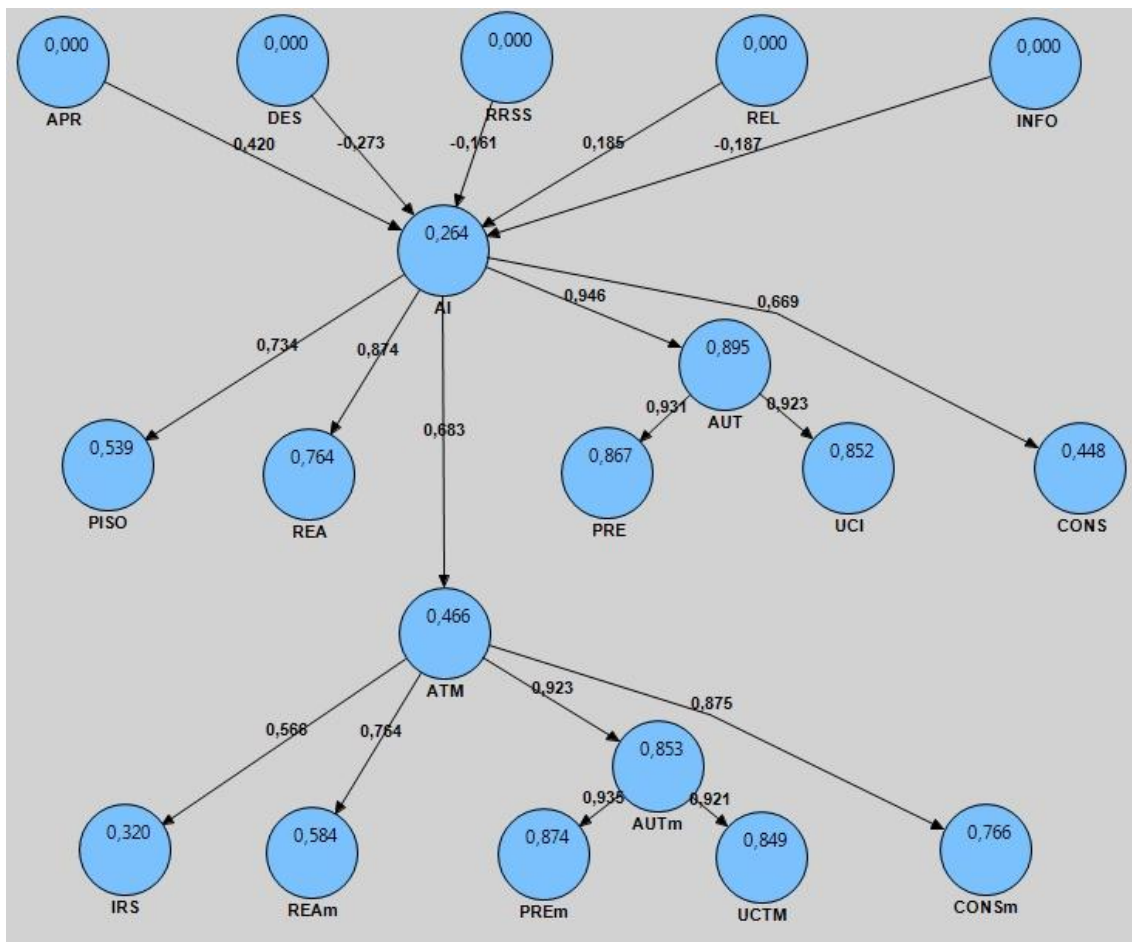 0,000 0,000 0,000 0,000 0,000
APR DES RRSS REL INFO
0,420 -0,273 -0,161 0,185 -0,187
0,264
AI
0,946 0,669
0,734 0,874 0,895
AUT
0,683 0,931 0,923
0,539 0,764 0,867 0,852 0,448
PISO REA PRE UCI CONS
0,466
ATM
0,923 0,875
0,566 0,764 0,853
AUTm
0,935 0,921
0,320 0,584 0,874 0,849 0,766
IRS REAm PREm UCTM CONSm